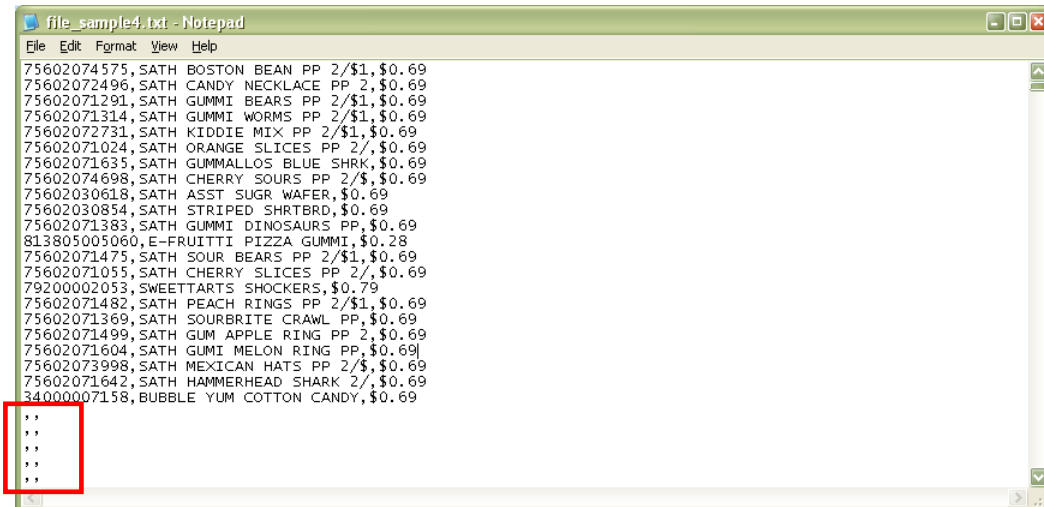 file_sample4.txt - Notepad
File Edit Format View Help
75602074575,SATH BOSTON BEAN PP 2/$1,$0.69
75602072496,SATH CANDY NECKLACE PP 2,$0.69
75602071291,SATH GUMMI BEARS PP 2/$1,$0.69
75602071314,SATH GUMMI WORMS PP 2/$1,$0.69
75602072731,SATH KIDDIE MIX PP 2/$1,$0.69
75602071024,SATH ORANGE SLICES PP 2/,$0.69
75602071635,SATH GUMMALLOS BLUE SHRK,$0.69
75602074698,SATH CHERRY SOURS PP 2/$,$0.69
75602030618,SATH ASST SUGR WAFER,$0.69
75602030854,SATH STRIPED SHRTBRD,$0.69
75602071383,SATH GUMMI DINOSAURS PP,$0.69
813805005060,E-FRUITTI PIZZA GUMMI,$0.28
75602071475,SATH SOUR BEARS PP 2/$1,$0.69
75602071055,SATH CHERRY SLICES PP 2/,$0.69
79200002053,SWEETTARTS SHOCKERS,$0.79
75602071482,SATH PEACH RINGS PP 2/$1,$0.69
75602071369,SATH SOURBRITE CRAWL PP,$0.69
75602071499,SATH GUM APPLE RING PP 2,$0.69
75602071604,SATH GUMI MELON RING PP,$0.69
75602073998,SATH MEXICAN HATS PP 2/$,$0.69
75602071642,SATH HAMMERHEAD SHARK 2/,$0.69
34000007158,BUBBLE YUM COTTON CANDY,$0.69
,,
,,
,,
,,
,,